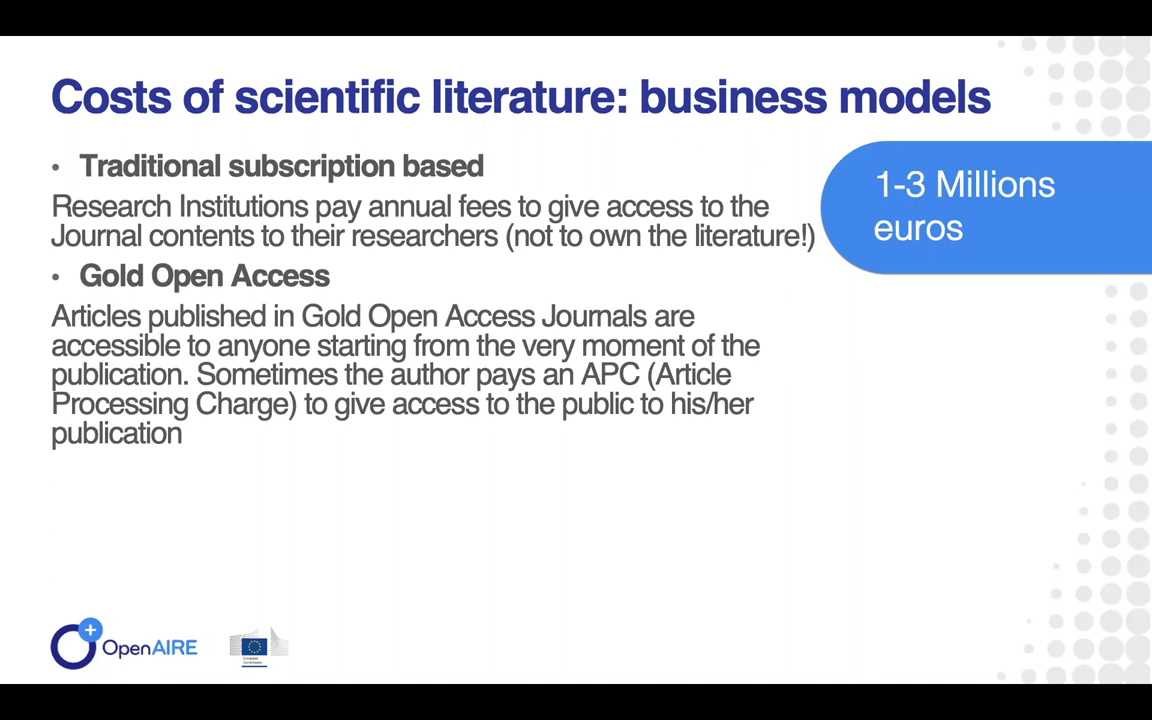 Costs of scientific literature: business models
• Traditional subscription based
Research Institutions pay annual fees to give access to the
Journal contents to their researchers (not to own the literature!)
1-3 Millions
euros
• Gold Open Access
Articles published in Gold Open Access Journals are
accessible to anyone starting from the very moment of the
publication. Sometimes the author pays an APC (Article
Processing Charge) to give access to the public to his/her
publication
OpenAIRE
European
Commission